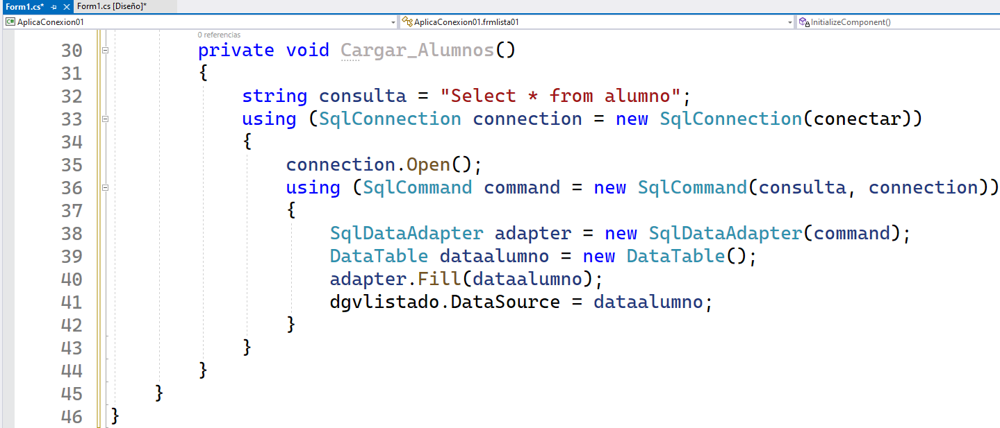 Form1.cs* Form1.cs [Diseño]*
C# AplicaConexion01 AplicaConexion01.frmlista01 InitializeComponent()
0 referencias
30 private void Cargar_Alumnos()
31 {
32 string consulta = "Select * from alumno";
33 using (SqlConnection connection = new SqlConnection(conectar))
34 {
35 connection.Open();
36 using (SqlCommand command = new SqlCommand(consulta, connection))
37 {
38 SqlDataAdapter adapter = new SqlDataAdapter(command);
39 DataTable dataalumno = new DataTable();
40 adapter.Fill(dataalumno);
41 dgvlistado.DataSource = dataalumno;
42 }
43 }
44 }
45 }
46 }